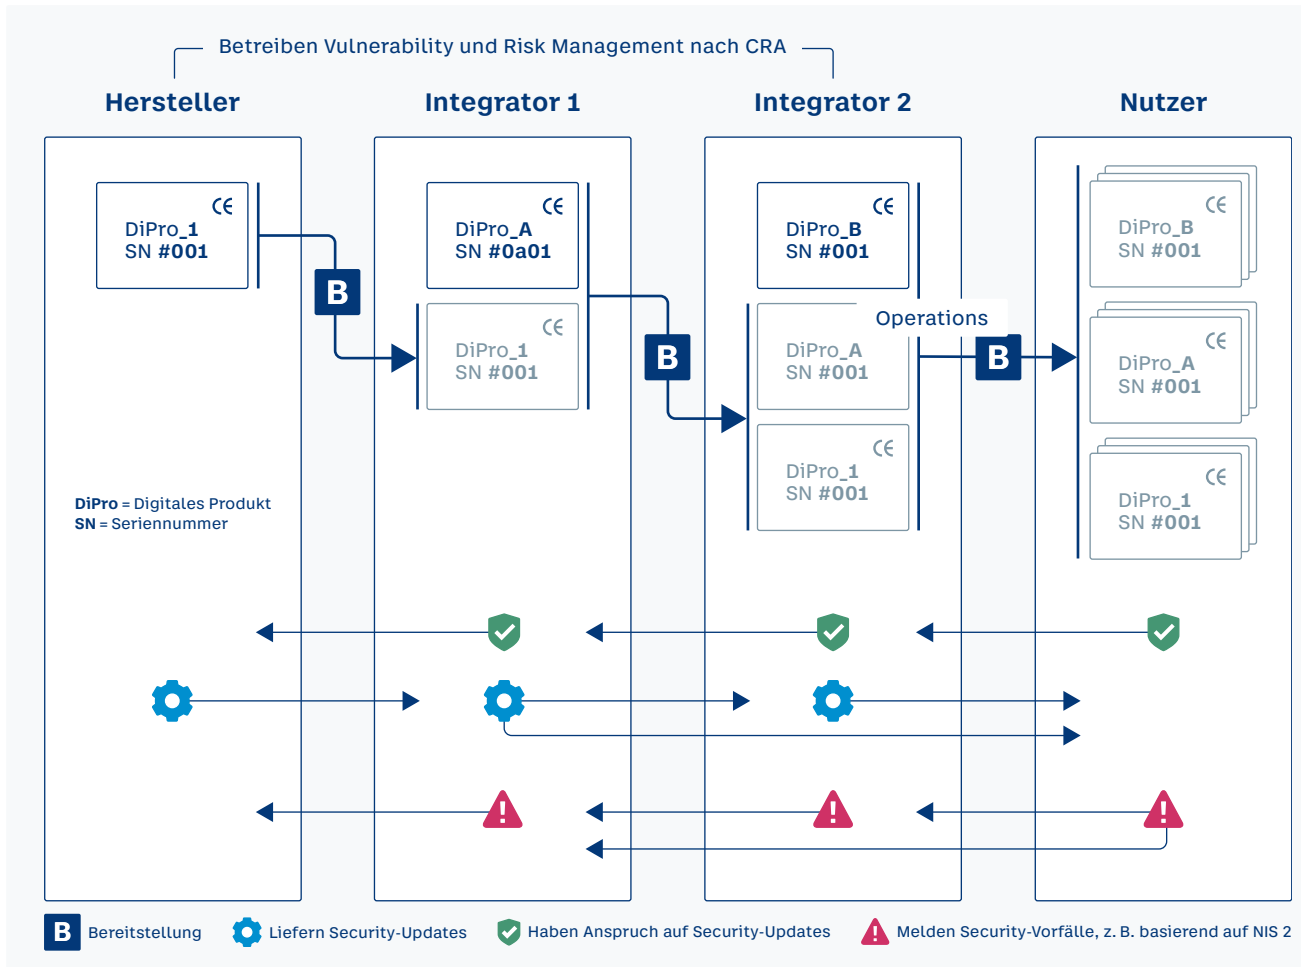 Betreiben Vulnerability und Risk Management nach CRA
Hersteller
Integrator 1
Integrator 2
Nutzer
CE
DiPro_1
SN #001
B
CE
DiPro_A
SN #0a01
CE
DiPro_1
SN #001
B
CE
DiPro_B
SN #001
Operations
DiPro_A
SN #001
CE
DiPro_1
SN #001
B
CE
DiPro_B
SN #001
CE
DiPro_A
SN #001
CE
DiPro_1
SN #001
DiPro = Digitales Produkt
SN = Seriennummer
B Bereitstellung
Liefern Security-Updates
Haben Anspruch auf Security-Updates
Melden Security-Vorfälle, z. B. basierend auf NIS 2